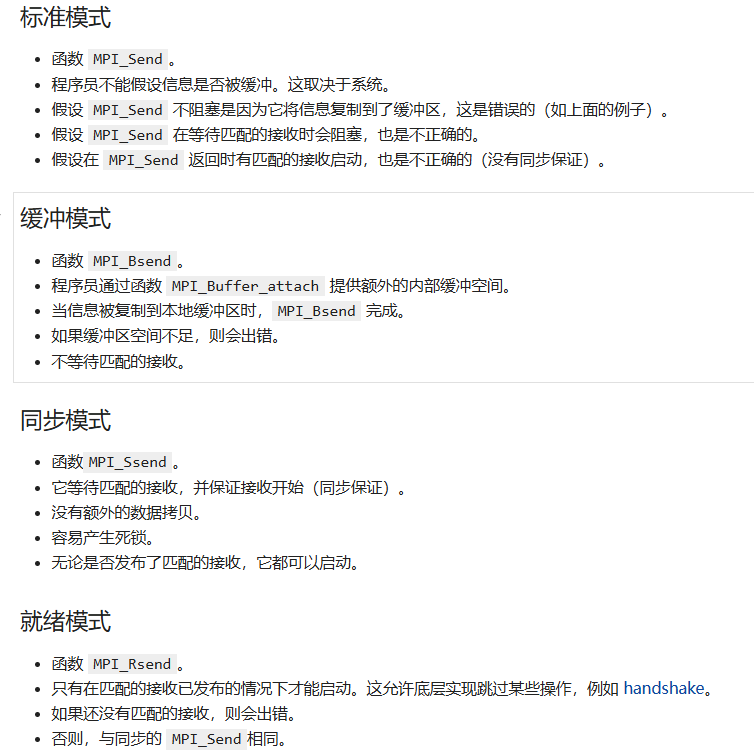 标准模式
函数 MPI_Send 。
程序员不能假设信息是否被缓冲。这取决于系统。
假设 MPI_Send 不阻塞是因为它将信息复制到了缓冲区，这是错误的（如上面的例子）。
假设 MPI_Send 在等待匹配的接收时会阻塞，也是不正确的。
假设在 MPI_Send 返回时有匹配的接收启动，也是不正确的（没有同步保证）。
缓冲模式
函数 MPI_Bsend 。
程序员通过函数 MPI_Buffer_attach 提供额外的内部缓冲空间。
当信息被复制到本地缓冲区时， MPI_Bsend 完成。
如果缓冲区空间不足，则会出错。
不等待匹配的接收。
同步模式
函数 MPI_Ssend 。
它等待匹配的接收，并保证接收开始（同步保证）。
没有额外的数据拷贝。
容易产生死锁。
无论是否发布了匹配的接收，它都可以启动。
就绪模式
函数 MPI_Rsend 。
只有在匹配的接收已发布的情况下才能启动。这允许底层实现跳过某些操作，例如 handshake。
如果还没有匹配的接收，则会出错。
否则，与同步的 MPI_Send 相同。